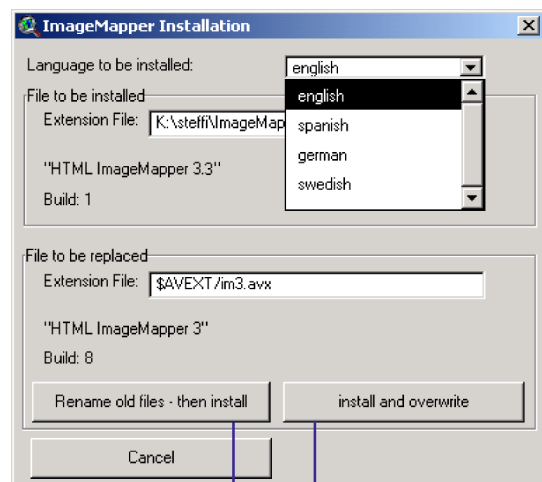 ImageMapper Installation
Language to be installed:
english
english
spanish
german
swedish
File to be installed
Extension File: K:\steffi\ImageMap
"HTML ImageMapper 3.3"
Build: 1
File to be replaced
Extension File: $AVEXT/im3.avx
"HTML ImageMapper 3"
Build: 8
Rename old files - then install
install and overwrite
Cancel